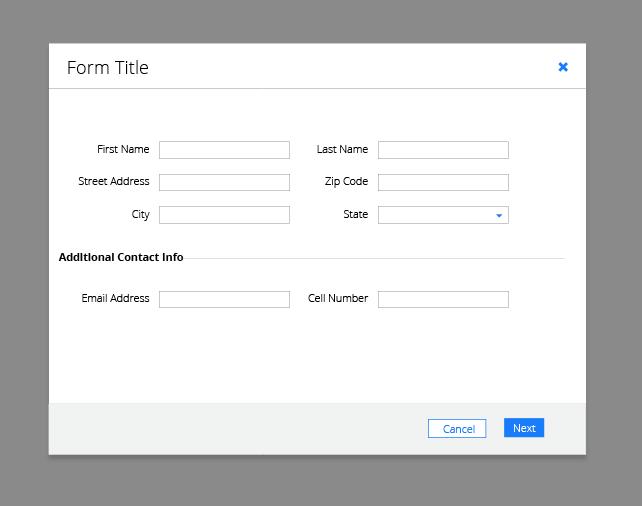 Form Title
First Name
Last Name
Street Address
Zip Code
City
State
Additional Contact Info
Email Address
Cell Number
Cancel
Next